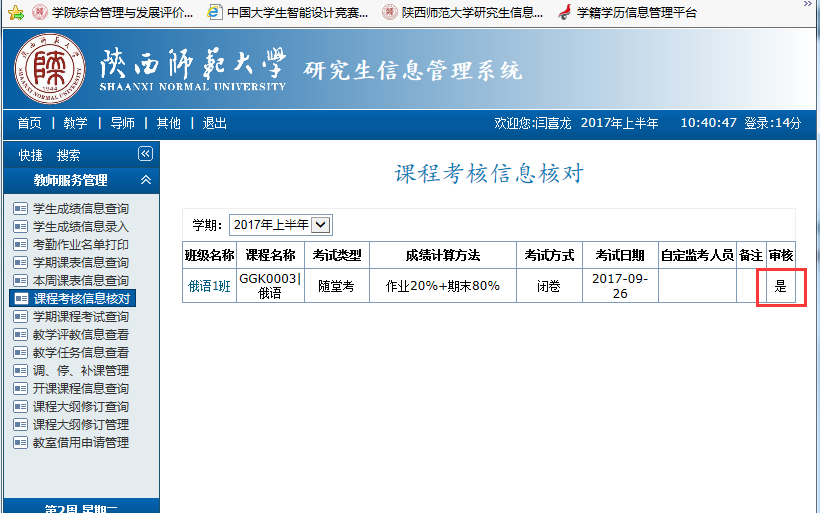 学院综合管理与发展评价... 中国大学生智能设计竞赛... 陕西师范大学研究生信息... 学籍学历信息管理平台
陕西师范大学
SHAANXI NORMAL UNIVERSITY
研究生信息管理系统
首页 | 教学 | 导师 | 其他 | 退出
欢迎您:闫喜龙 2017年上半年 10:40:47 登录:14分
快捷 搜索
教师服务管理
学生成绩信息查询
学生成绩信息录入
考勤作业名单打印
学期课表信息查询
本周课表信息查询
课程考核信息核对
学期课程考试查询
教学评教信息查看
教学任务信息查看
调、停、补课管理
开课课程信息查询
课程大纲修订查询
课程大纲修订管理
教室借用申请管理
第2周 星期二
课程考核信息核对
学期: 2017年上半年
班级名称 课程名称 考试类型 成绩计算方法 考试方式 考试日期 自定监考人员 备注 审核
俄语1班 GGK0003|俄语 随堂考 作业20%+期末80% 闭卷 2017-09-26 是